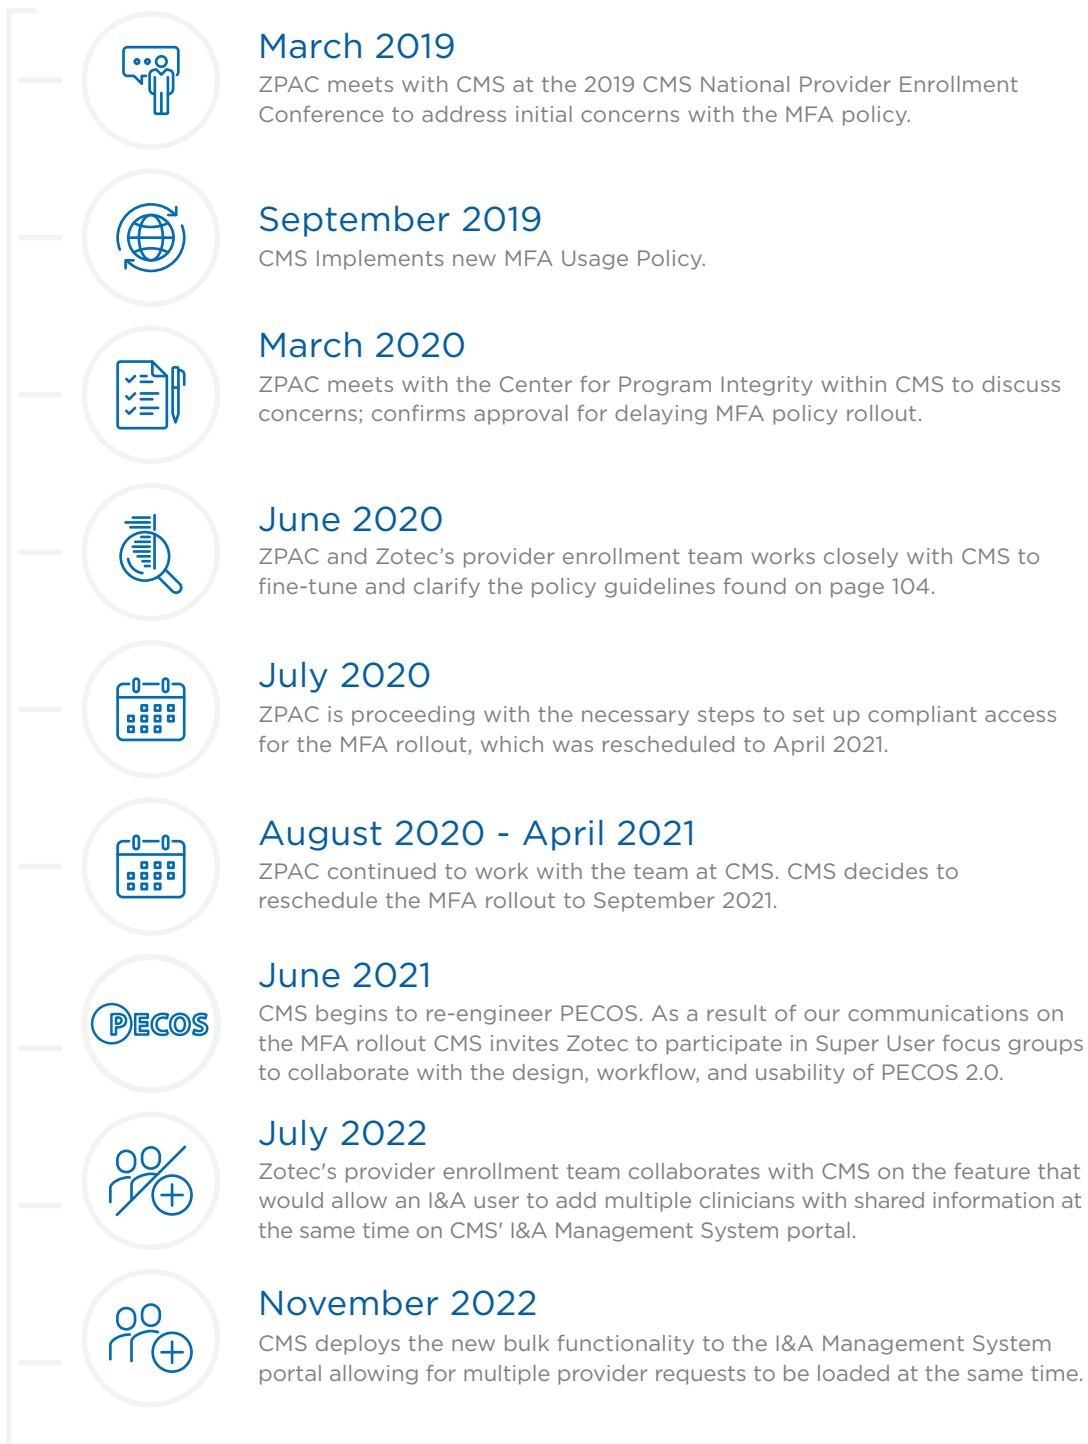 March 2019
ZPAC meets with CMS at the 2019 CMS National Provider Enrollment
Conference to address initial concerns with the MFA policy.
September 2019
CMS Implements new MFA Usage Policy.
March 2020
ZPAC meets with the Center for Program Integrity within CMS to discuss
concerns; confirms approval for delaying MFA policy rollout.
June 2020
ZPAC and Zotec’s provider enrollment team works closely with CMS to
fine-tune and clarify the policy guidelines found on page 104.
July 2020
ZPAC is proceeding with the necessary steps to set up compliant access
for the MFA rollout, which was rescheduled to April 2021.
August 2020 - April 2021
ZPAC continued to work with the team at CMS. CMS decides to
reschedule the MFA rollout to September 2021.
PECOS
June 2021
CMS begins to re-engineer PECOS. As a result of our communications on
the MFA rollout CMS invites Zotec to participate in Super User focus groups
to collaborate with the design, workflow, and usability of PECOS 2.0.
July 2022
Zotec's provider enrollment team collaborates with CMS on the feature that
would allow an I&A user to add multiple clinicians with shared information at
the same time on CMS' I&A Management System portal.
November 2022
CMS deploys the new bulk functionality to the I&A Management System
portal allowing for multiple provider requests to be loaded at the same time.